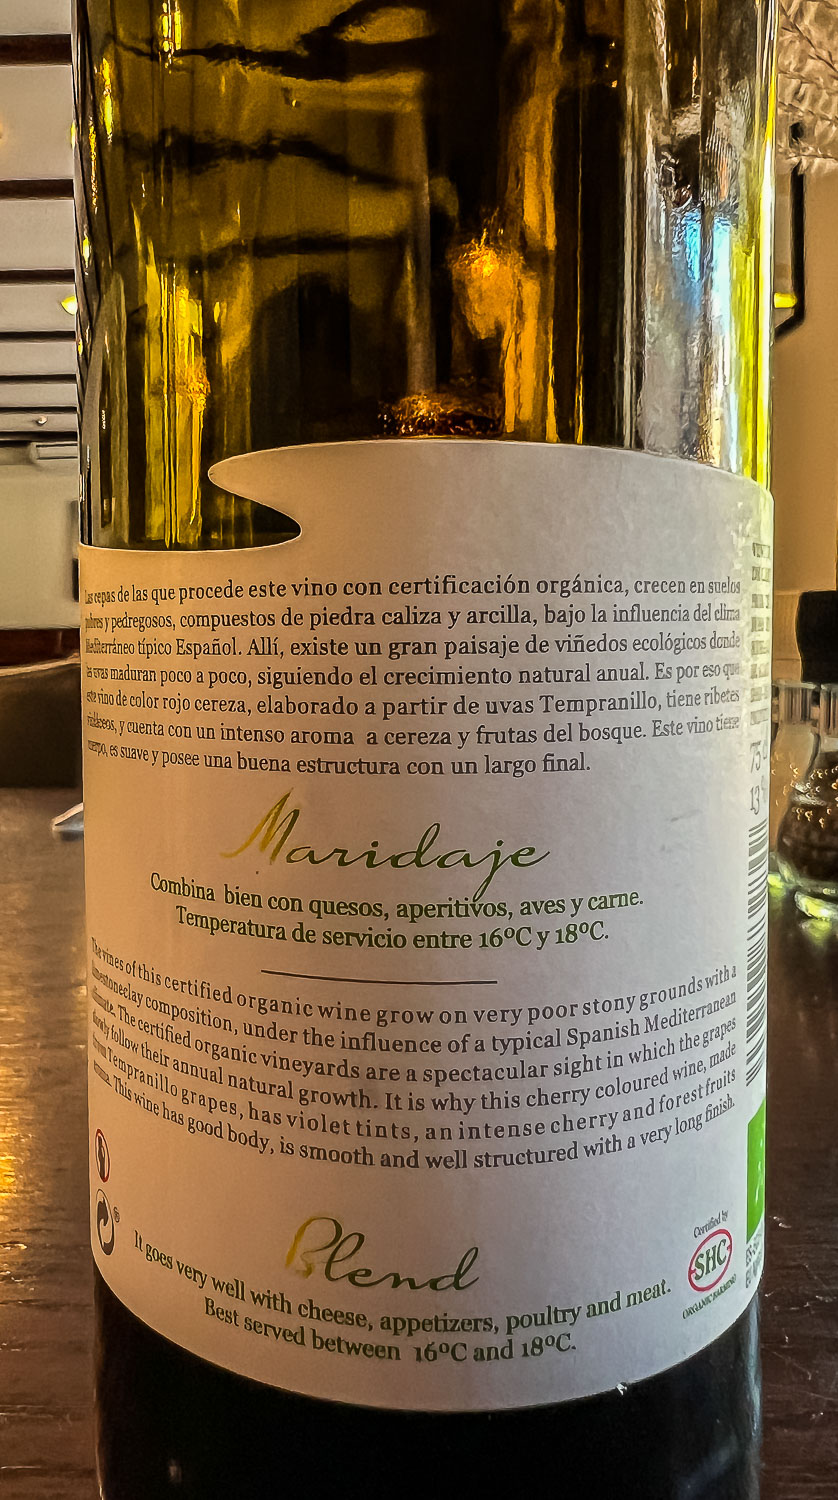 Las cepas de las que procede este vino con certificación orgánica, crecen en suelos
pobres y pedregosos, compuestos de piedra caliza y arcilla, bajo la influencia del clima
Mediterráneo típico Español. Allí, existe un gran paisaje de viñedos ecológicos donde
las uvas maduran poco a poco, siguiendo el crecimiento natural anual. Es por eso que
este vino de color rojo cereza, elaborado a partir de uvas Tempranillo, tiene ribetes
violáseos, y cuenta con un intenso aroma a cereza y frutas del bosque. Este vino tiene
cuerpo, es suave y posee una buena estructura con un largo final.
Maridaje
Combina bien con quesos, aperitivos, aves y carne.
Temperatura de servicio entre 16ºC y 18ºC.
The vines of this certified organic wine grow on very poor stony grounds with a
limestoneclay composition, under the influence of a typical Spanish Mediterranean
climate. The certified organic vineyards are a spectacular sight in which the grapes
slowly follow their annual natural growth. It is why this cherry coloured wine, made
from Tempranillo grapes, has violet tints, an intense cherry and forest fruits
aroma. This wine has good body, is smooth and well structured with a very long finish.
Blend
It goes very well with cheese, appetizers, poultry and meat.
Best served between 16ºC and 18ºC.
Certified by
SHC
ORGANIC FARMING
®
75
13